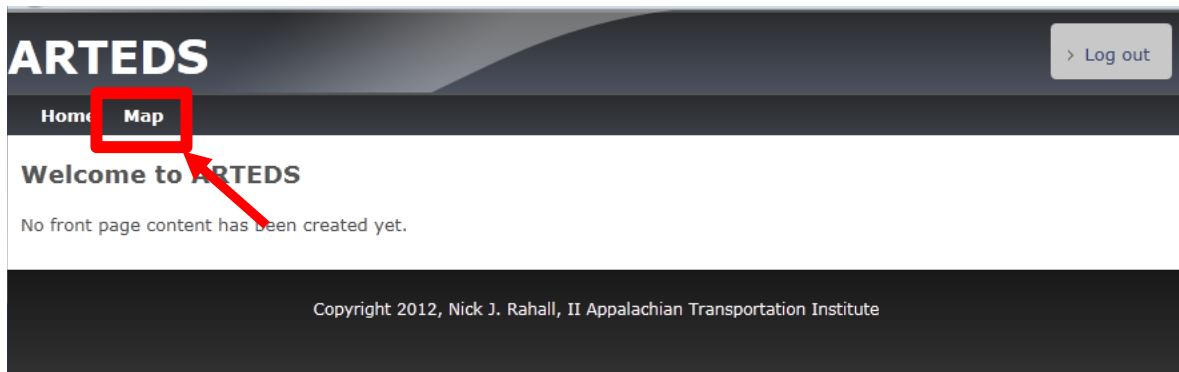 ARTEDS
> Log out
Home Map
Welcome to ARTEDS
No front page content has been created yet.
Copyright 2012, Nick J. Rahall, II Appalachian Transportation Institute